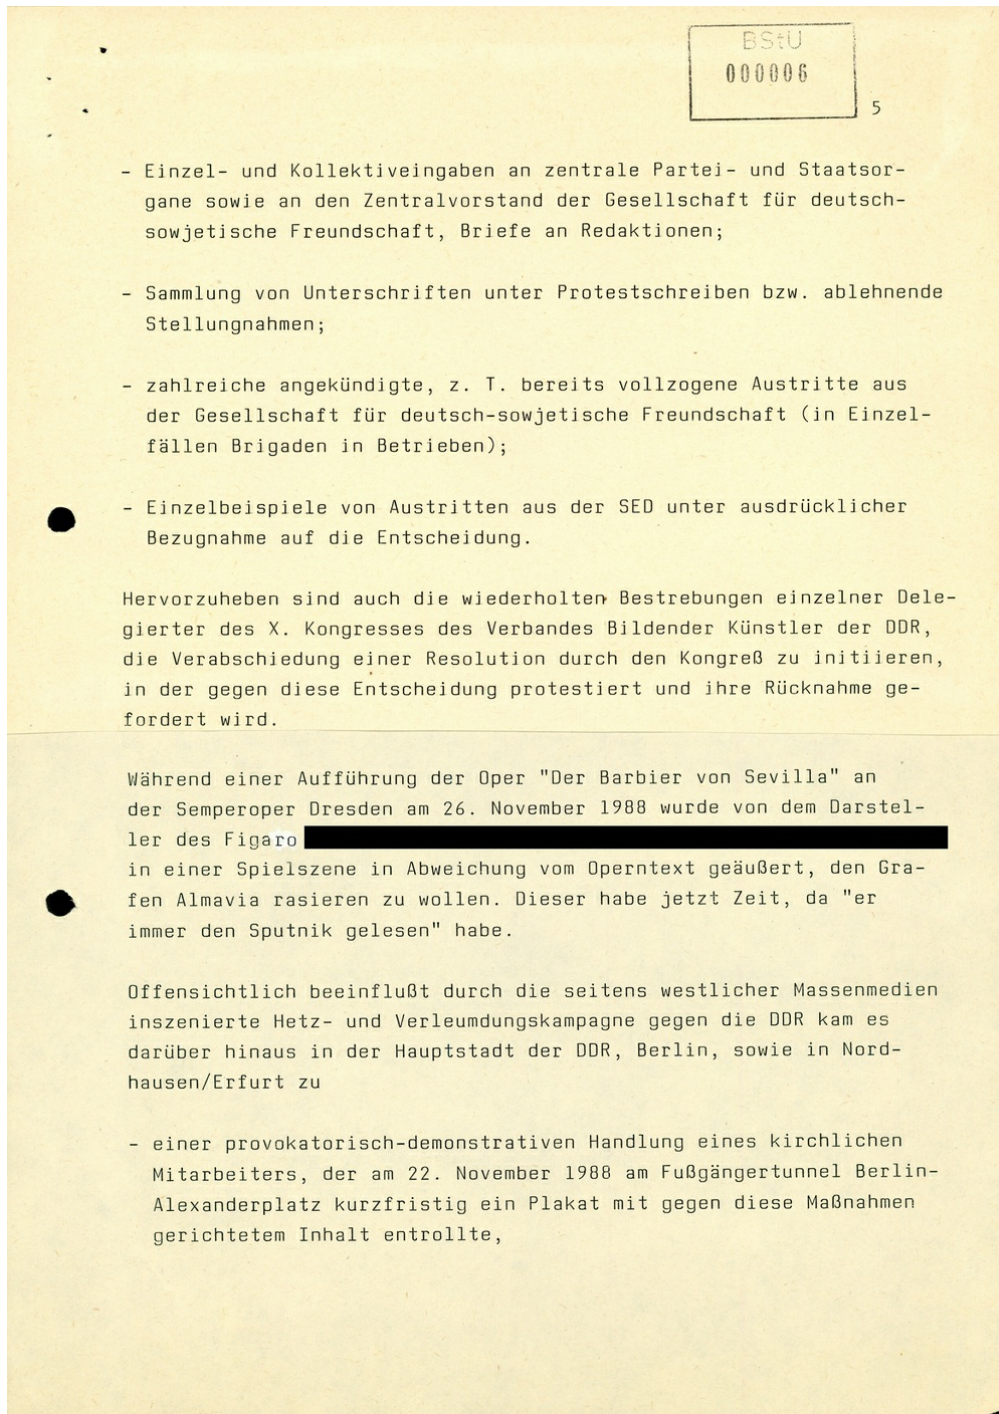 BStU
000006
5
- Einzel- und Kollektiveingaben an zentrale Partei- und Staatsor-
gane sowie an den Zentralvorstand der Gesellschaft für deutsch-
sowjetische Freundschaft, Briefe an Redaktionen;
- Sammlung von Unterschriften unter Protestschreiben bzw. ablehnende
Stellungnahmen;
- zahlreiche angekündigte, z. T. bereits vollzogene Austritte aus
der Gesellschaft für deutsch-sowjetische Freundschaft (in Einzel-
fällen Brigaden in Betrieben);
- Einzelbeispiele von Austritten aus der SED unter ausdrücklicher
Bezugnahme auf die Entscheidung.
Hervorzuheben sind auch die wiederholten Bestrebungen einzelner Dele-
gierter des X. Kongresses des Verbandes Bildender Künstler der DDR,
die Verabschiedung einer Resolution durch den Kongreß zu initiieren,
in der gegen diese Entscheidung protestiert und ihre Rücknahme ge-
fordert wird.
Während einer Aufführung der Oper "Der Barbier von Sevilla" an
der Semperoper Dresden am 26. November 1988 wurde von dem Darstel-
ler des Figaro
in einer Spielszene in Abweichung vom Operntext geäußert, den Gra-
fen Almavia rasieren zu wollen. Dieser habe jetzt Zeit, da "er
immer den Sputnik gelesen" habe.
Offensichtlich beeinflußt durch die seitens westlicher Massenmedien
inszenierte Hetz- und Verleumdungskampagne gegen die DDR kam es
darüber hinaus in der Hauptstadt der DDR, Berlin, sowie in Nord-
hausen/Erfurt zu
- einer provokatorisch-demonstrativen Handlung eines kirchlichen
Mitarbeiters, der am 22. November 1988 am Fußgängertunnel Berlin-
Alexanderplatz kurzfristig ein Plakat mit gegen diese Maßnahmen
gerichtetem Inhalt entrollte,